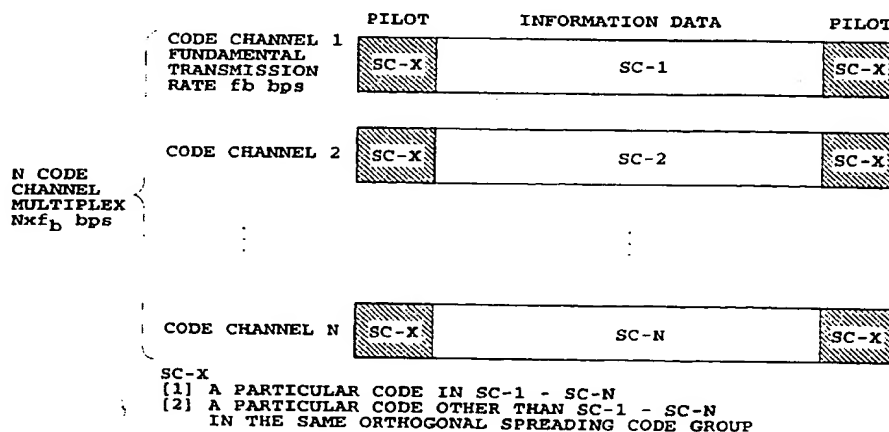 PILOT INFORMATION DATA PILOT
CODE CHANNEL 1
FUNDAMENTAL
TRANSMISSION
RATE fb bps
SC-X SC-1 SC-X
CODE CHANNEL 2
SC-X SC-2 SC-X
N CODE
CHANNEL
MULTIPLEX
Nxfb bps
CODE CHANNEL N
SC-X SC-N SC-X
SC-X
[1] A PARTICULAR CODE IN SC-1 - SC-N
[2] A PARTICULAR CODE OTHER THAN SC-1 - SC-N
IN THE SAME ORTHOGONAL SPREADING CODE GROUP